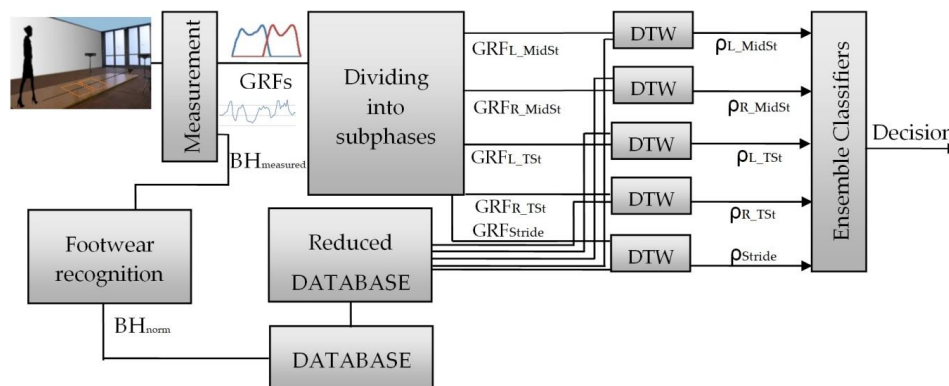 Measurement
GRFs
BHmeasured
Dividing
into
subphases
GRFL_MidSt
GRFR_MidSt
GRFL_TSt
GRFR_TSt
GRFStride
DTW
DTW
DTW
DTW
DTW
ρL_MidSt
ρR_MidSt
ρL_TSt
ρR_TSt
ρStride
Ensemble Classifiers
Decision
Footwear
recognition
BHnorm
Reduced
DATABASE
DATABASE